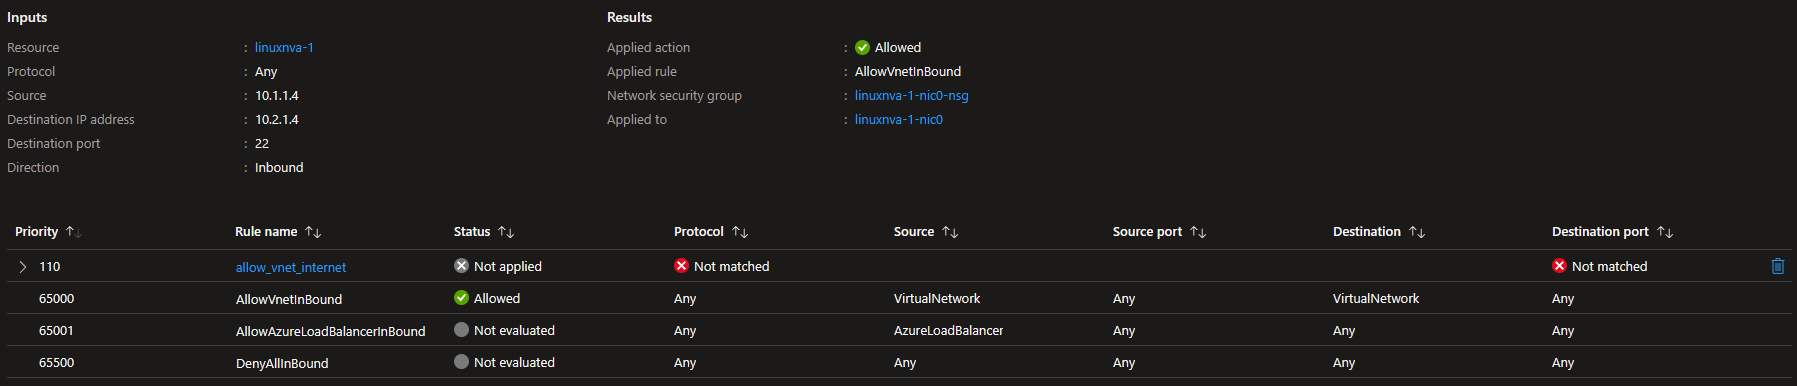 Inputs
Resource : linuxnva-1
Protocol : Any
Source : 10.1.1.4
Destination IP address : 10.2.1.4
Destination port : 22
Direction : Inbound
Results
Applied action : Allowed
Applied rule : AllowVnetInBound
Network security group : linuxnva-1-nic0-nsg
Applied to : linuxnva-1-nic0
Priority Rule name Status Protocol Source Source port Destination Destination port
110 allow_vnet_internet Not applied Not matched Not matched
65000 AllowVnetInBound Allowed Any VirtualNetwork Any VirtualNetwork Any
65001 AllowAzureLoadBalancerInBound Not evaluated Any AzureLoadBalancer Any Any Any
65500 DenyAllInBound Not evaluated Any Any Any Any Any